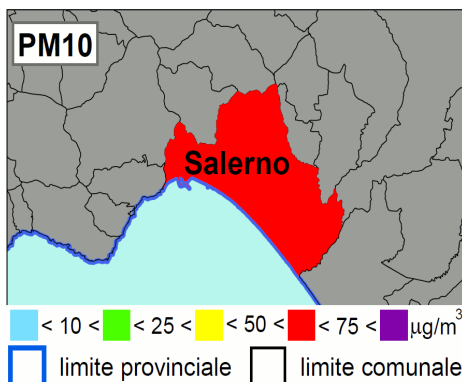 PM10
Salerno
< 10 < < 25 < < 50 < < 75 < µg/m³
limite provinciale limite comunale